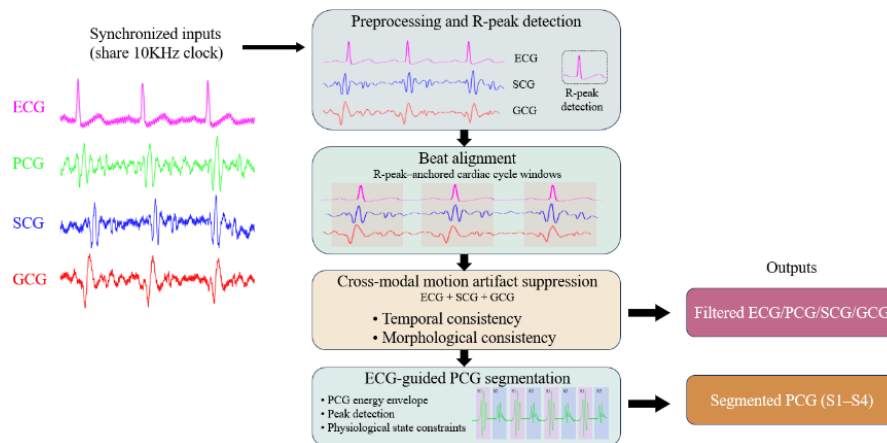 Synchronized inputs
(share 10KHz clock)
ECG
PCG
SCG
GCG
Preprocessing and R-peak detection
ECG
SCG
GCG
R-peak
detection
Beat alignment
R-peak–anchored cardiac cycle windows
Cross-modal motion artifact suppression
ECG + SCG + GCG
• Temporal consistency
• Morphological consistency
ECG-guided PCG segmentation
• PCG energy envelope
• Peak detection
• Physiological state constraints
Outputs
Filtered ECG/PCG/SCG/GCG
Segmented PCG (S1–S4)